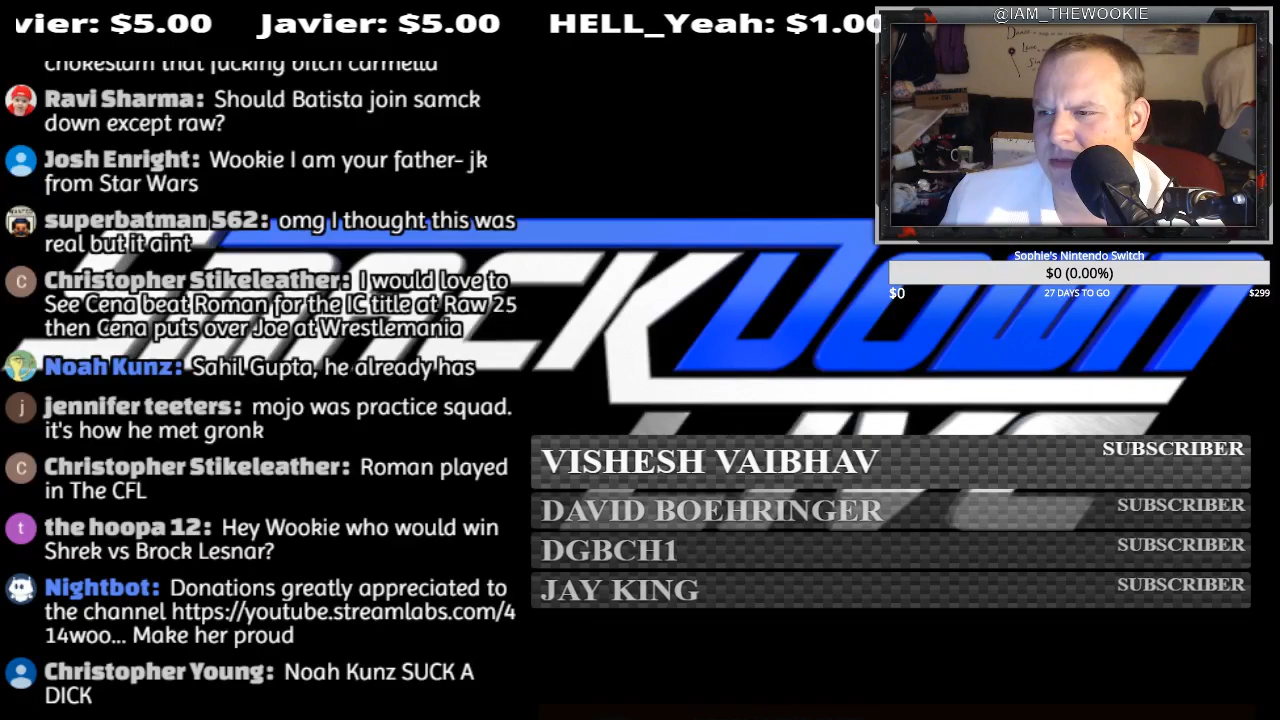 vier: $5.00 Javier: $5.00 HELL_Yeah: $1.00
@IAM_THEWOOKIE
chokeslam that fucking bitch carmella
Ravi Sharma: Should Batista join samck
down except raw?
Josh Enright: Wookie I am your father- jk
from Star Wars
superbatman 562: omg I thought this was
real but it aint
Christopher Stikeleather: I would love to
See Cena beat Roman for the IC title at Raw 25
then Cena puts over Joe at Wrestlemania
Noah Kunz: Sahil Gupta, he already has
jennifer teeters: mojo was practice squad.
it's how he met gronk
Christopher Stikeleather: Roman played
in The CFL
the hoopa 12: Hey Wookie who would win
Shrek vs Brock Lesnar?
Nightbot: Donations greatly appreciated to
the channel https://youtube.streamlabs.com/4
14woo... Make her proud
Christopher Young: Noah Kunz SUCK A
DICK
Sophie's Nintendo Switch
$0 (0.00%)
$0 27 DAYS TO GO $299
SMACKDOWN
LIVE
VISHESH VAIBHAV SUBSCRIBER
DAVID BOEHRINGER SUBSCRIBER
DGBCH1 SUBSCRIBER
JAY KING SUBSCRIBER